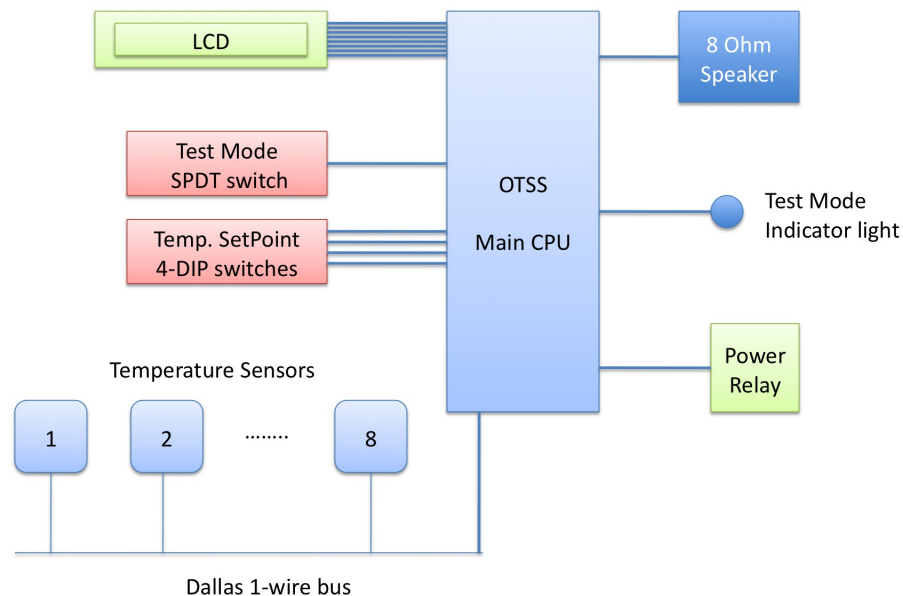 LCD
8 Ohm
Speaker
Test Mode
SPDT switch
OTSS
Main CPU
Test Mode
Indicator light
Temp. SetPoint
4-DIP switches
Power
Relay
Temperature Sensors
1
2
........
8
Dallas 1-wire bus